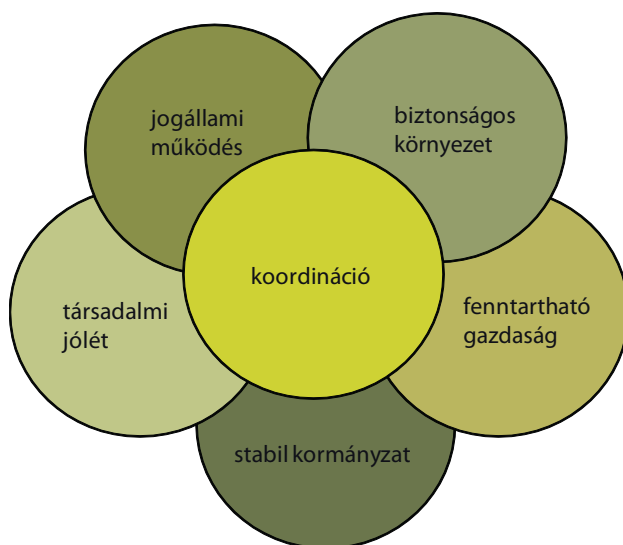 jogállami
működés
biztonságos
környezet
koordináció
társadalmi
jólét
fenntartható
gazdaság
stabil kormányzat